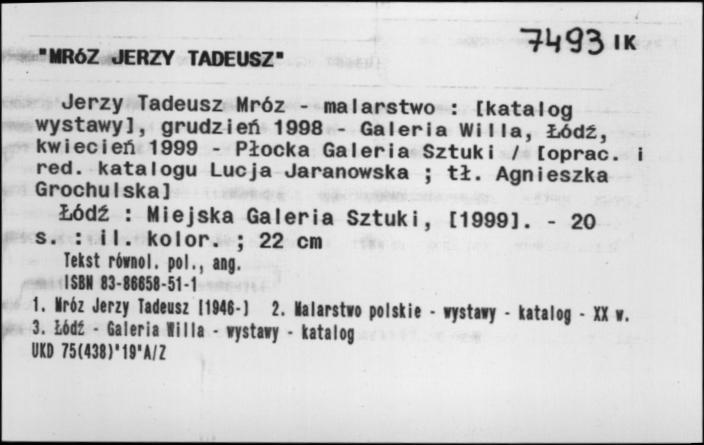 "MRóZ JERZY TADEUSZ"
7493 IK
Jerzy Tadeusz Mróz - malarstwo : [katalog
wystawy], grudzień 1998 - Galeria Willa, Łódź,
kwiecień 1999 - Płocka Galeria Sztuki / [oprac. i
red. katalogu Lucja Jaranowska ; tł. Agnieszka
Grochulska]
Łódź : Miejska Galeria Sztuki, [1999]. - 20
s. : il. kolor. ; 22 cm
Tekst równol. pol., ang.
ISBN 83-86658-51-1
1. Mróz Jerzy Tadeusz [1946-] 2. Malarstwo polskie - wystawy - katalog - XX w.
3. Łódź - Galeria Willa - wystawy - katalog
UKD 75(438)"19"A/Z